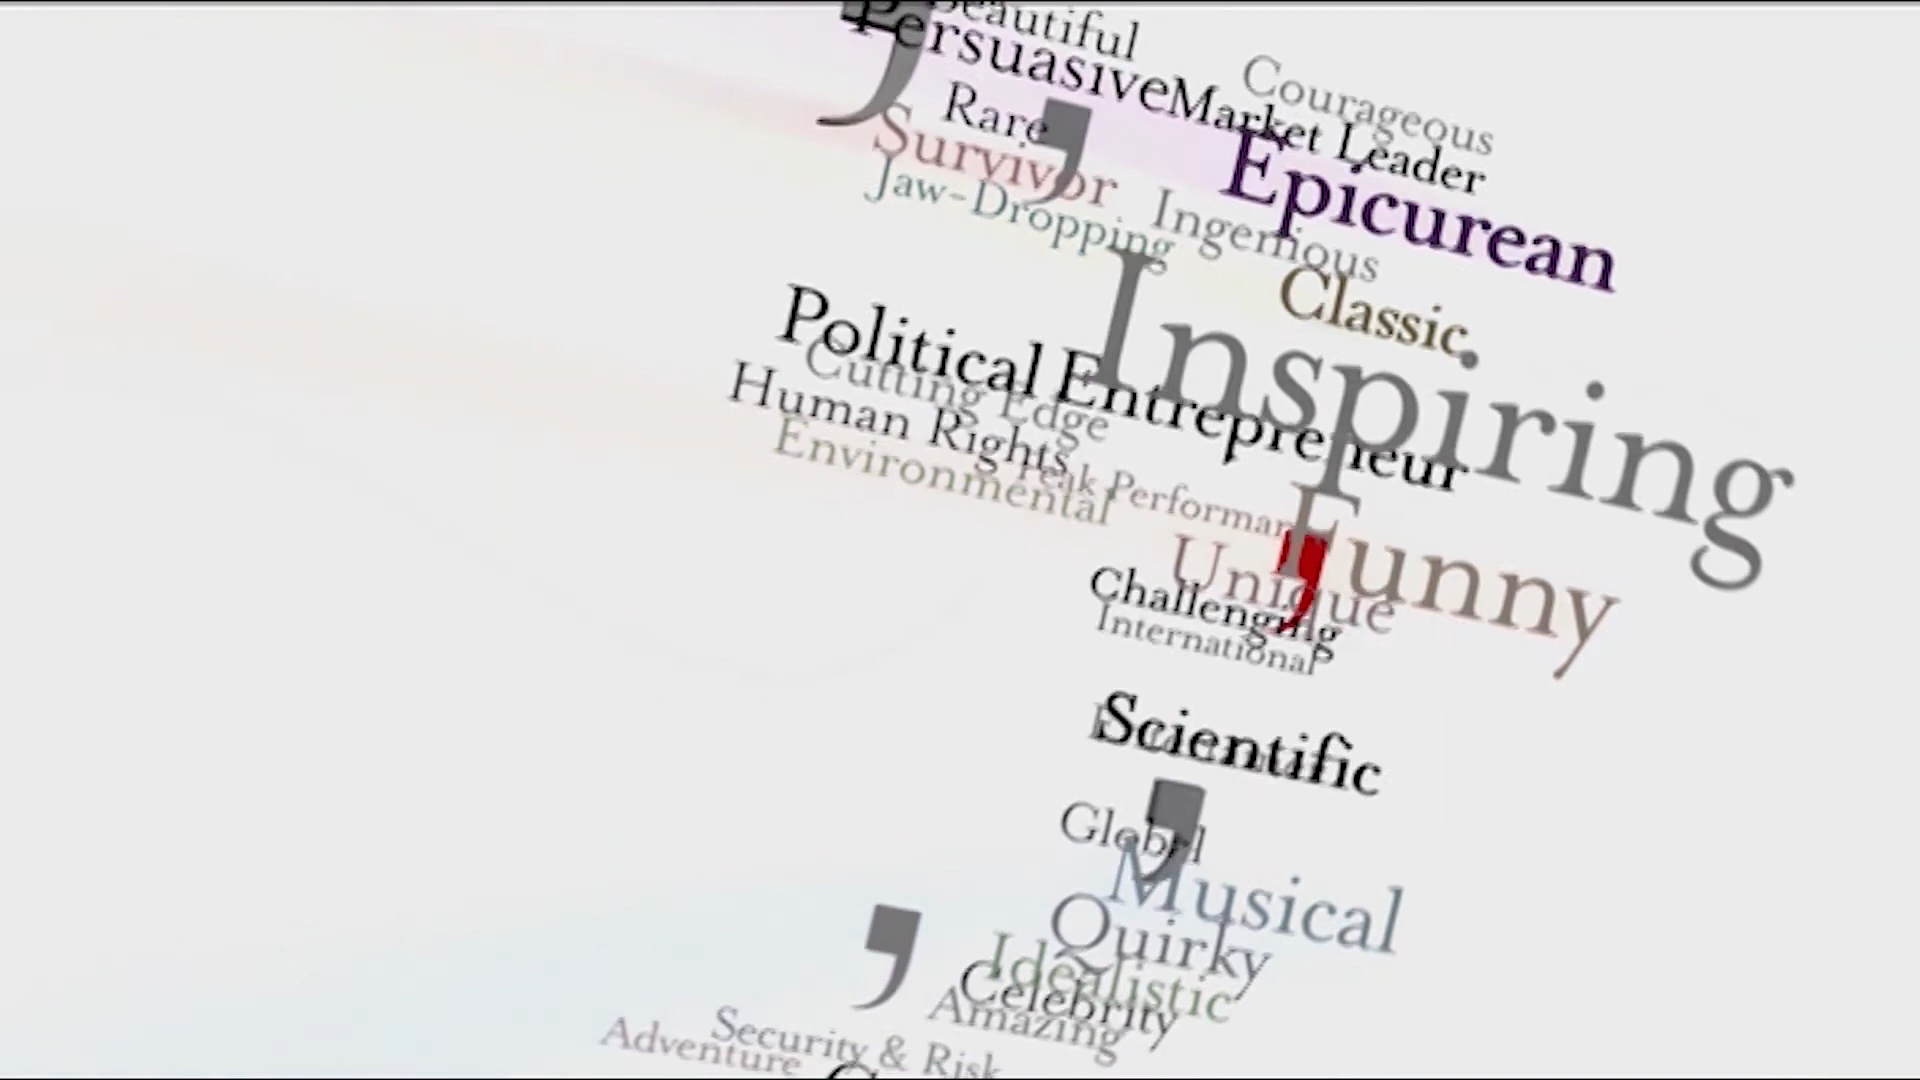 Beautiful
Persuasive
Courageous
Market Leader
Rare
Survivor
Epicurean
Jaw-Dropping
Ingenious
Classic
Inspiring
Political Entrepreneur
Cutting Edge
Human Rights
Environmental
Peak Performan
Funny
Unique
Challenging
International
Scientific
Global
Musical
Quirky
Idealistic
Celebrity
Amazing
Security & Risk
Adventure